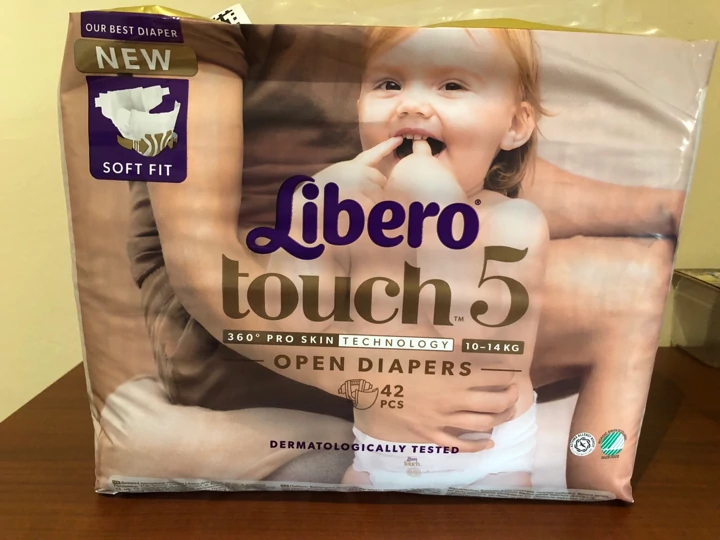 OUR BEST DIAPER
NEW
SOFT FIT
Libero®
touch 5
™
360° PRO SKIN TECHNOLOGY 10-14 KG
OPEN DIAPERS
42
PCS
DERMATOLOGICALLY TESTED